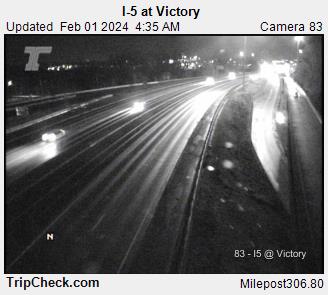 I-5 at Victory
Updated Feb 01 2024 4:35 AM Camera 83
T
N
83 - I5 @ Victory
TripCheck.com Milepost306.80